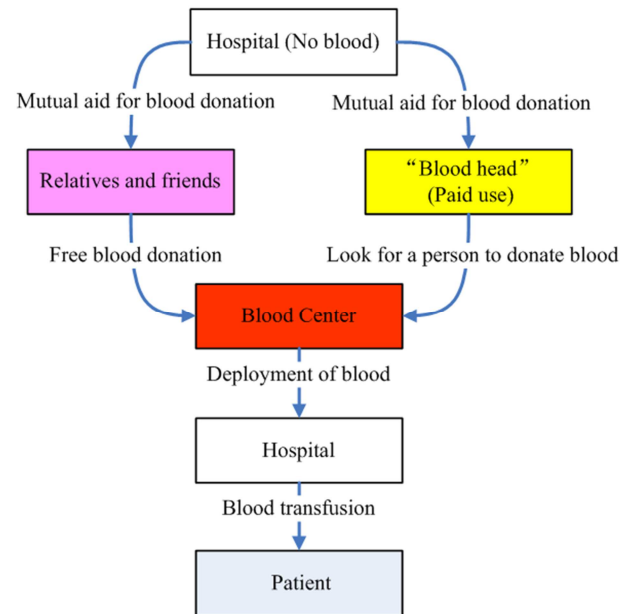 Hospital (No blood)
Mutual aid for blood donation
Mutual aid for blood donation
Relatives and friends
“Blood head”
(Paid use)
Free blood donation
Look for a person to donate blood
Blood Center
Deployment of blood
Hospital
Blood transfusion
Patient